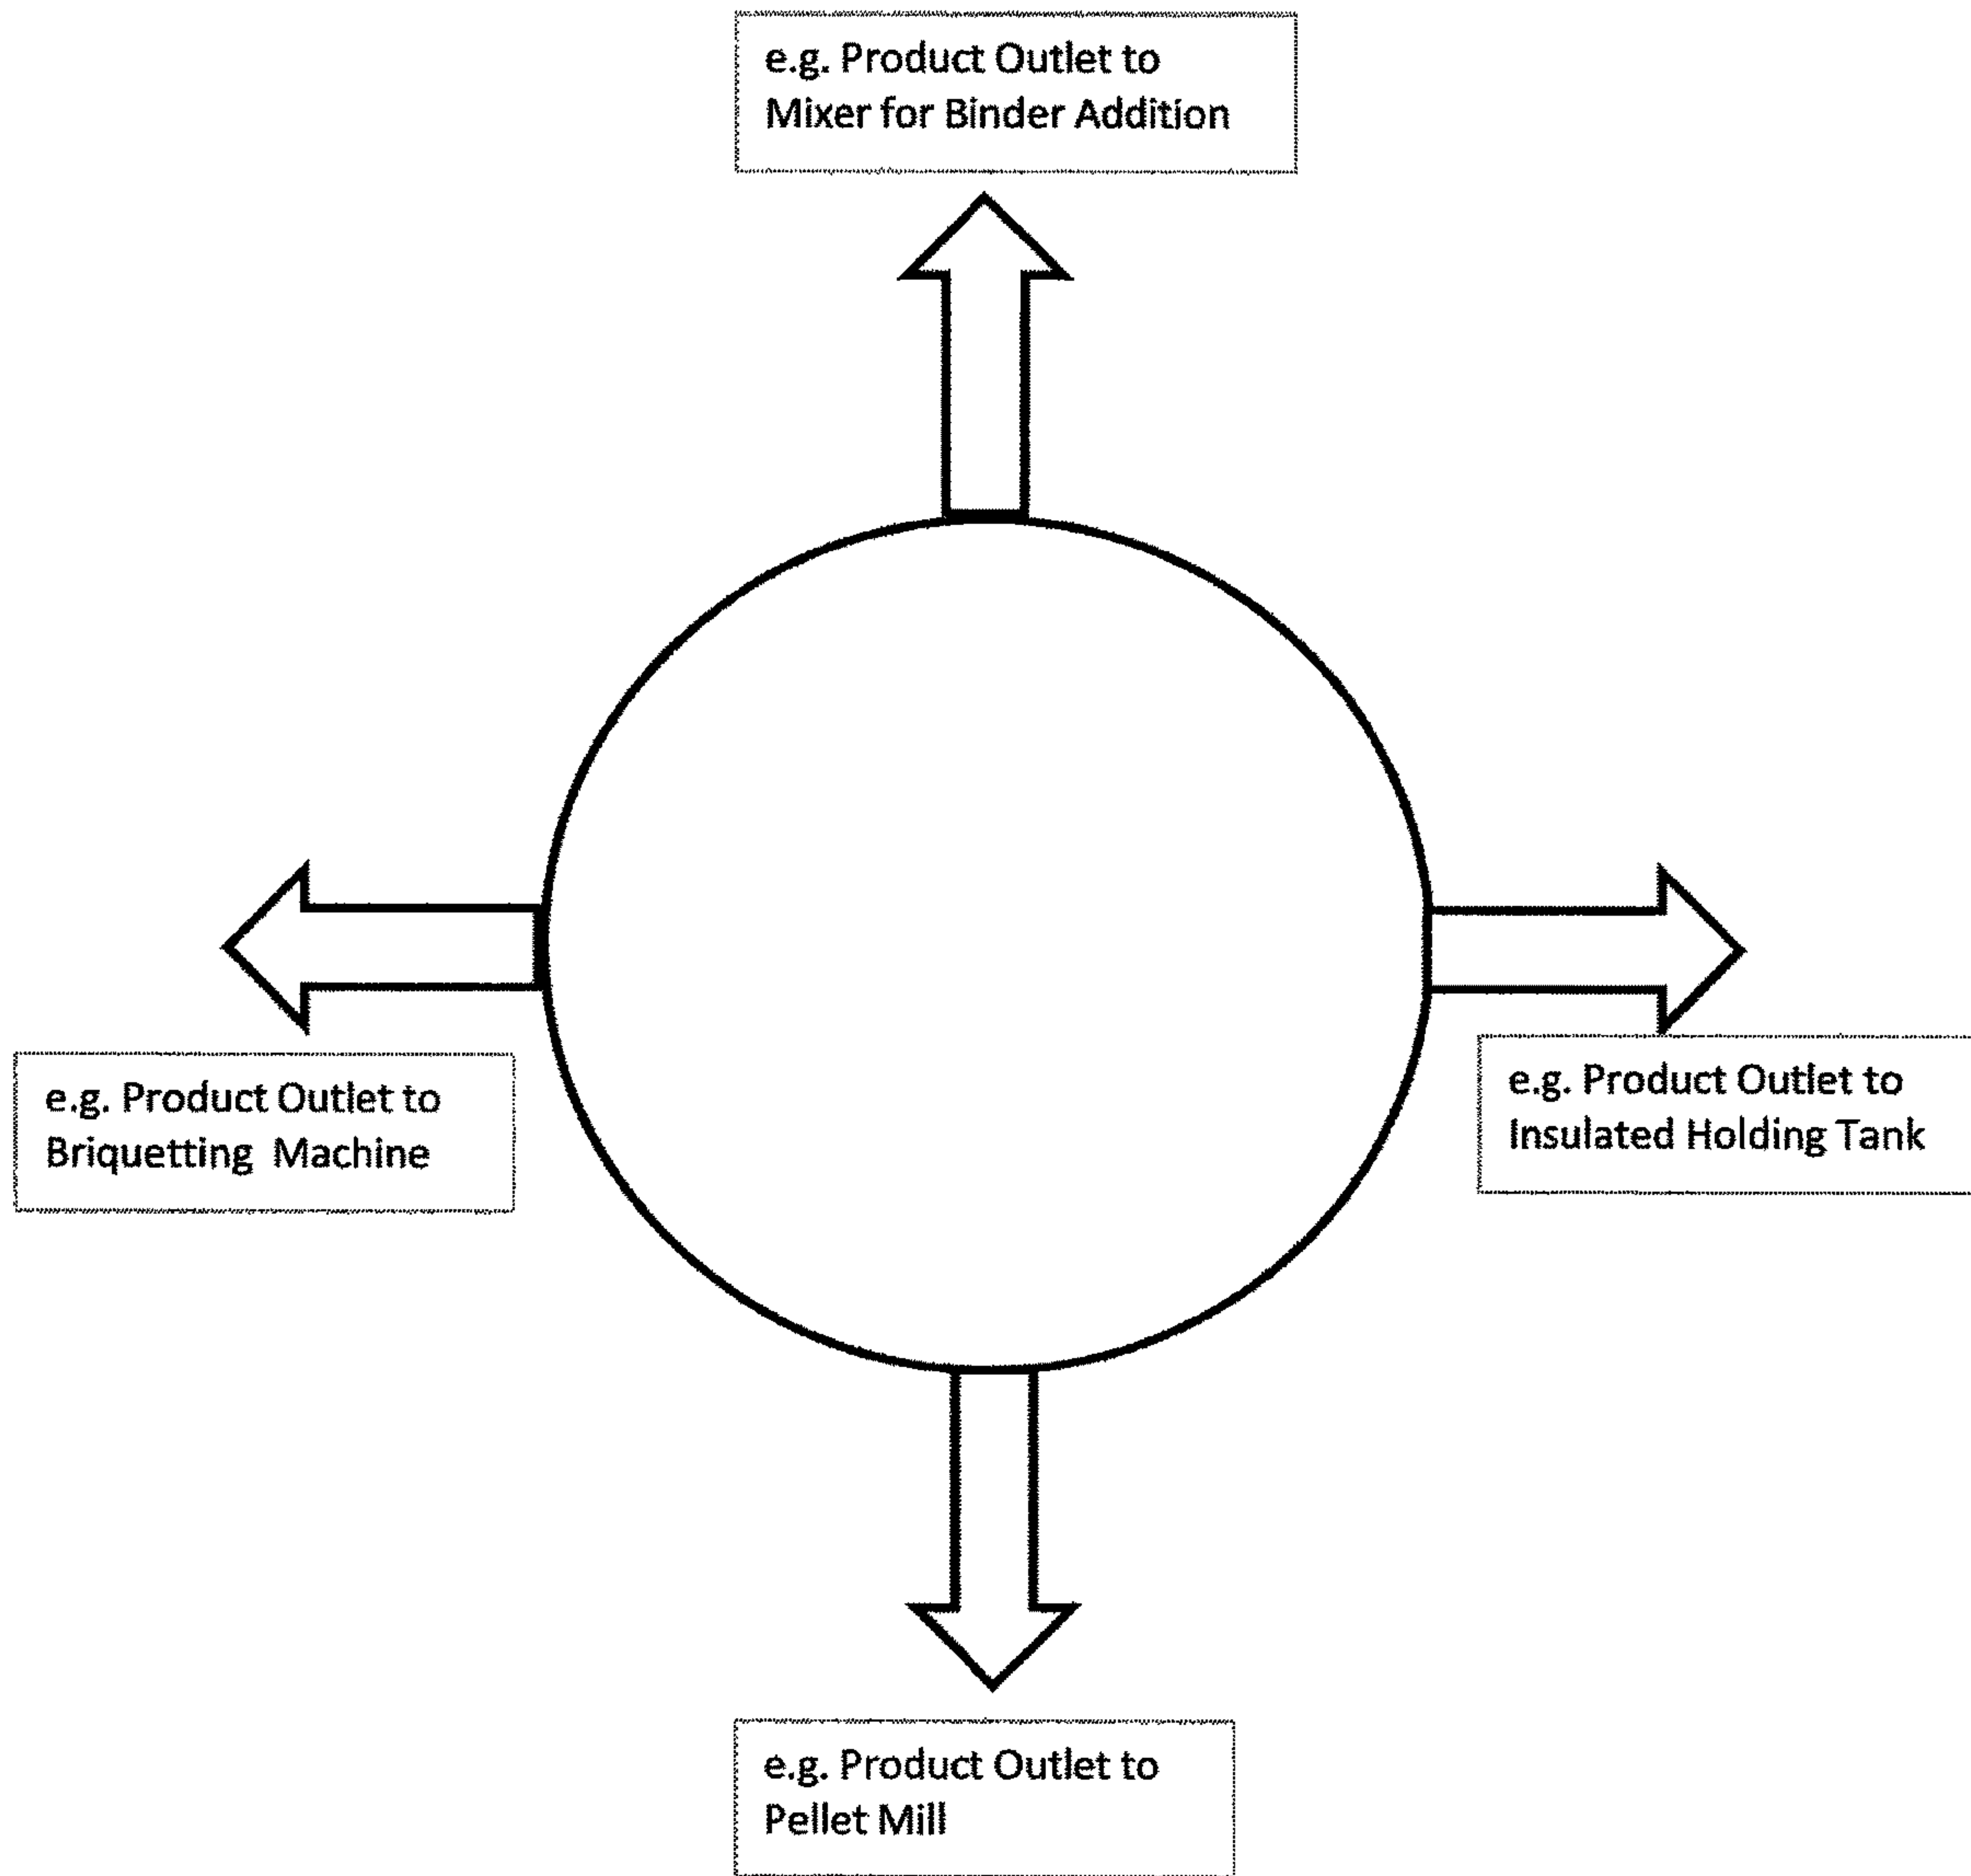 e.g. Product Outlet to
Mixer for Binder Addition
e.g. Product Outlet to
Briquetting Machine
e.g. Product Outlet to
Insulated Holding Tank
e.g. Product Outlet to
Pellet Mill